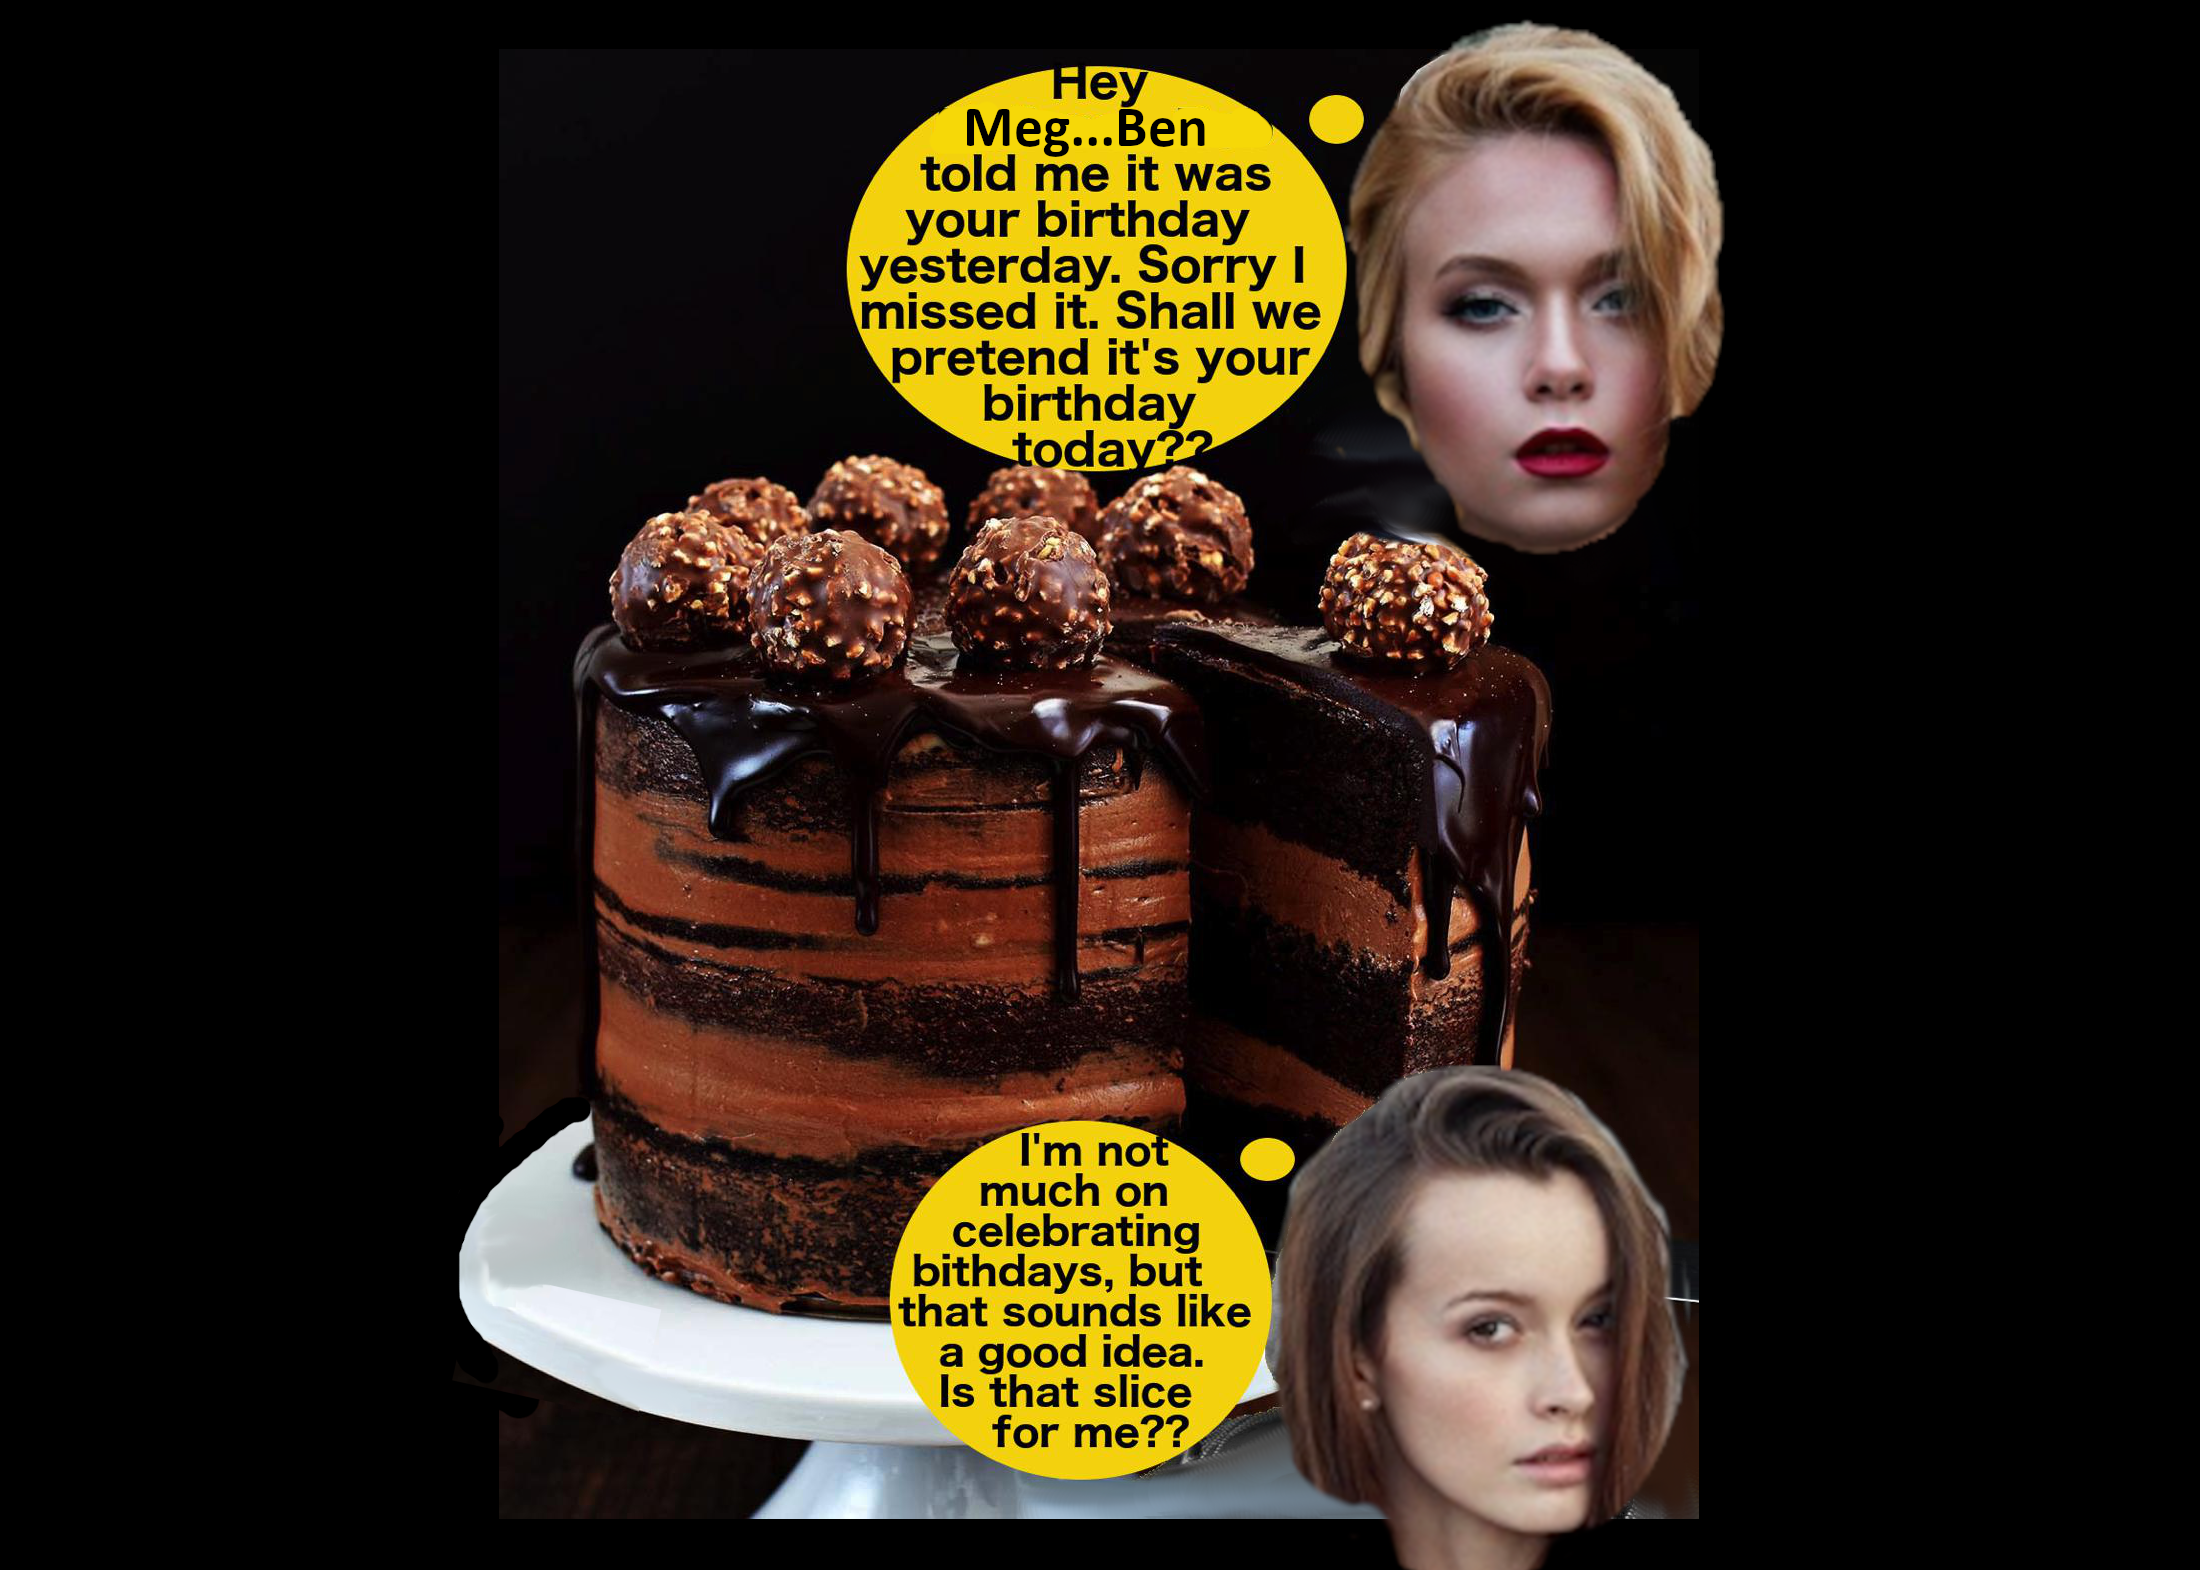 Hey
Meg...Ben
told me it was
your birthday
yesterday. Sorry I
missed it. Shall we
pretend it's your
birthday
today??
I'm not
much on
celebrating
bithdays, but
that sounds like
a good idea.
Is that slice
for me??